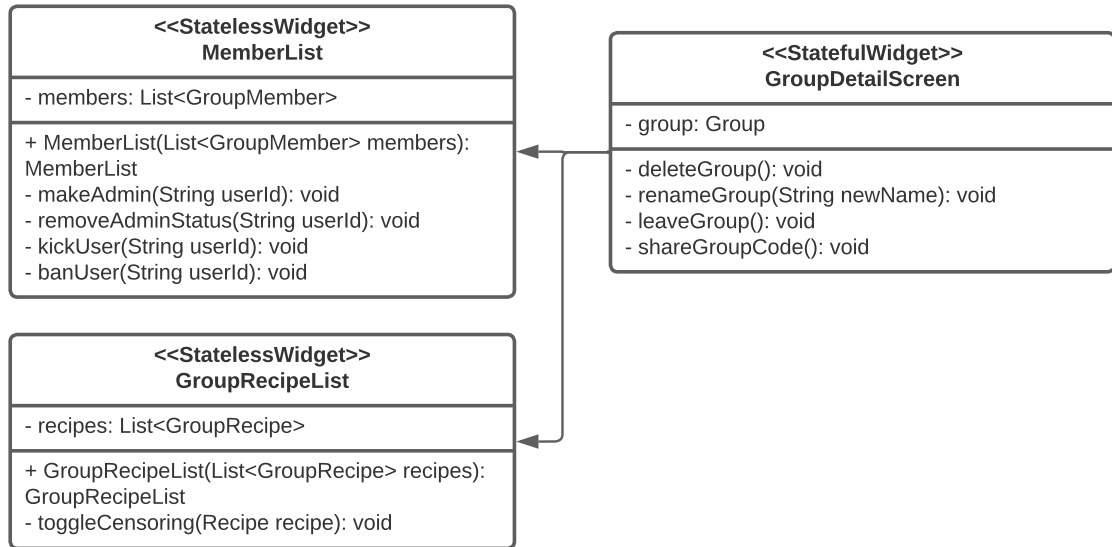 <<StatelessWidget>>
MemberList
- members: List<GroupMember>
+ MemberList(List<GroupMember> members):
MemberList
- makeAdmin(String userId): void
- removeAdminStatus(String userId): void
- kickUser(String userId): void
- banUser(String userId): void
<<StatefulWidget>>
GroupDetailScreen
- group: Group
- deleteGroup(): void
- renameGroup(String newName): void
- leaveGroup(): void
- shareGroupCode(): void
<<StatelessWidget>>
GroupRecipeList
- recipes: List<GroupRecipe>
+ GroupRecipeList(List<GroupRecipe> recipes):
GroupRecipeList
- toggleCensoring(Recipe recipe): void